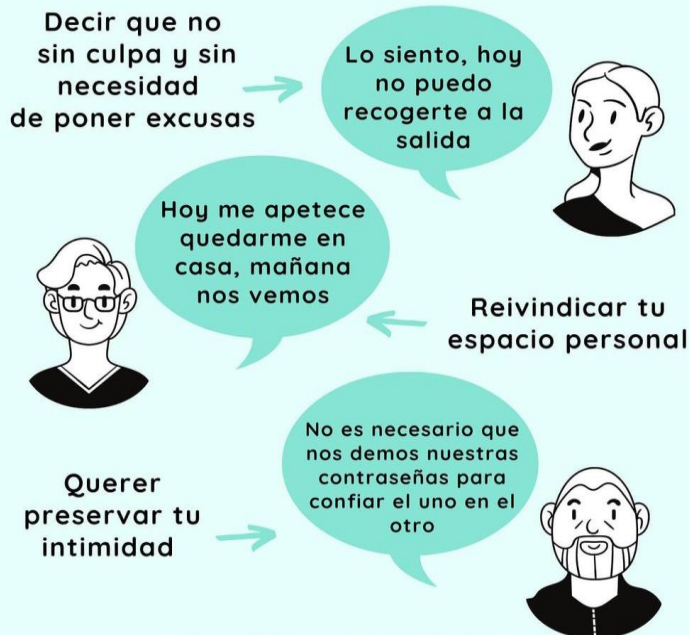 Decir que no
sin culpa y sin
necesidad
de poner excusas
Lo siento, hoy
no puedo
recogerte a la
salida
Hoy me apetece
quedarme en
casa, mañana
nos vemos
Reivindicar tu
espacio personal
No es necesario que
nos demos nuestras
contraseñas para
confiar el uno en el
otro
Querer
preservar tu
intimidad